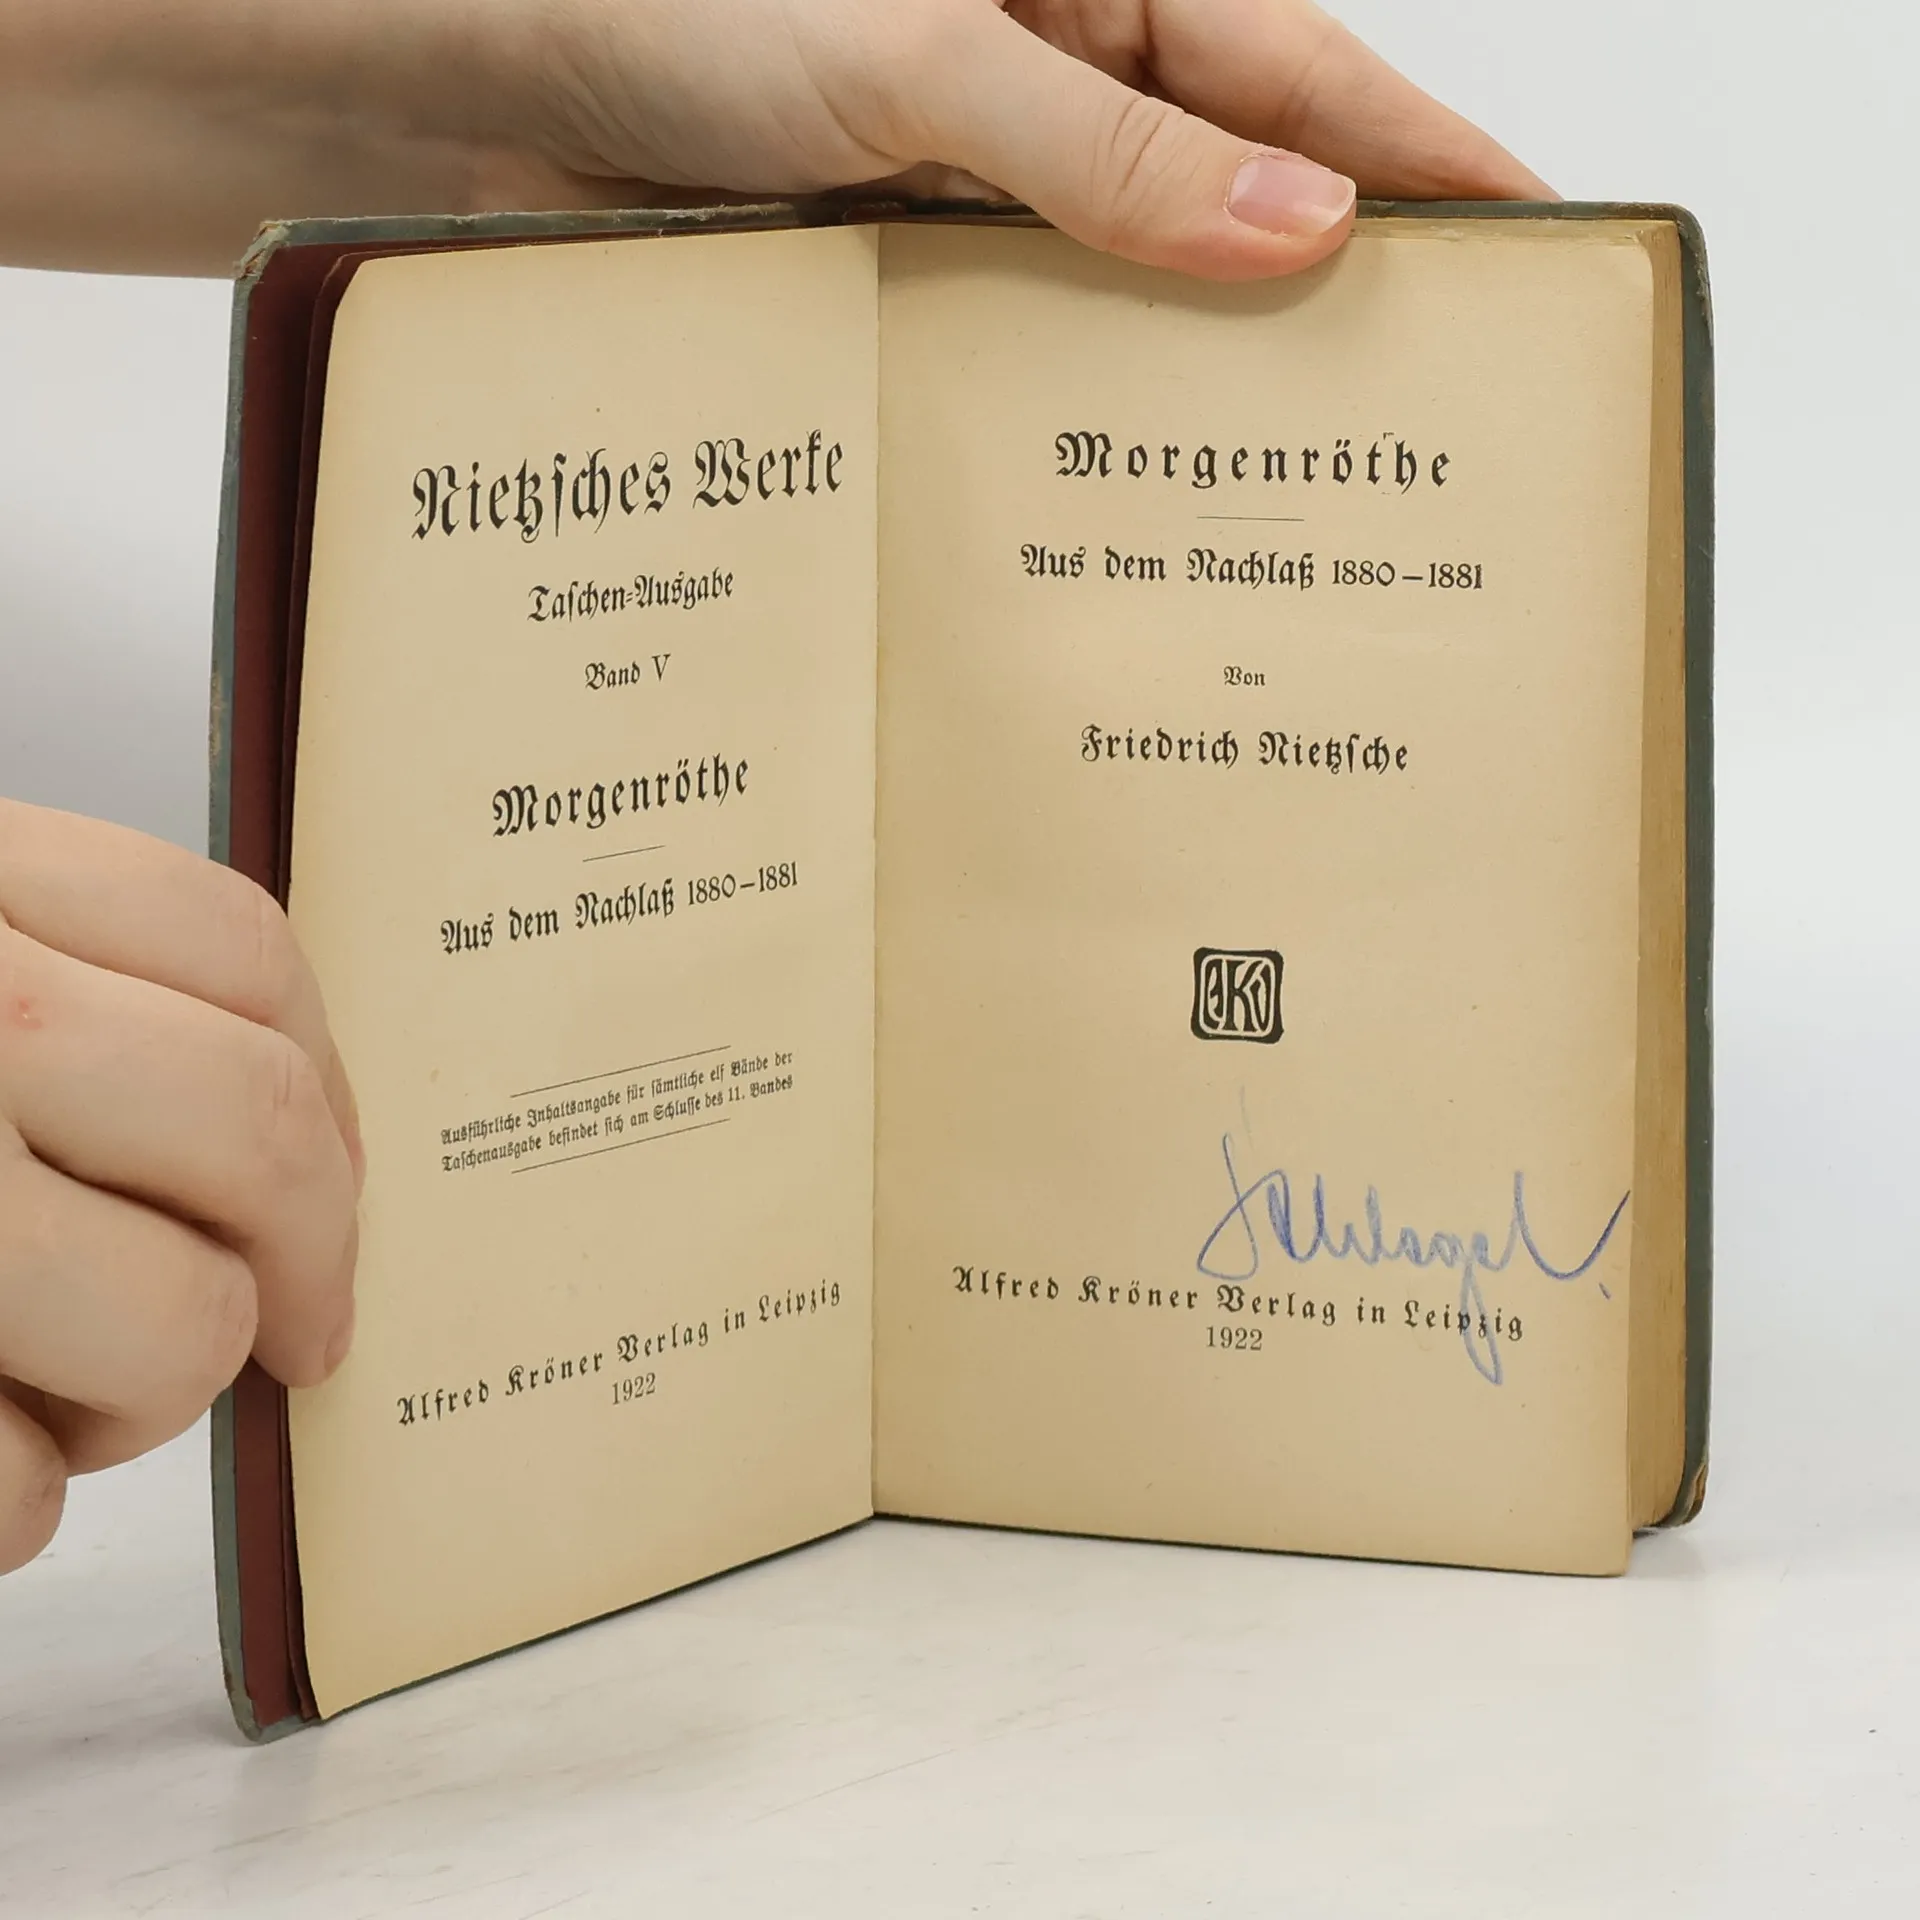 Nietzsches Werke
Taschen-Ausgabe
Band V
Morgenröthe
Aus dem Nachlaß 1880–1881
Ausführliche Inhaltsangabe für sämtliche elf Bände der
Taschenausgabe befindet sich am Schlusse des 11. Bandes
Alfred Kröner Verlag in Leipzig
1922
Morgenröthe
Aus dem Nachlaß 1880–1881
Von
Friedrich Nietzsche
AKV
Alfred Kröner Verlag in Leipzig
1922